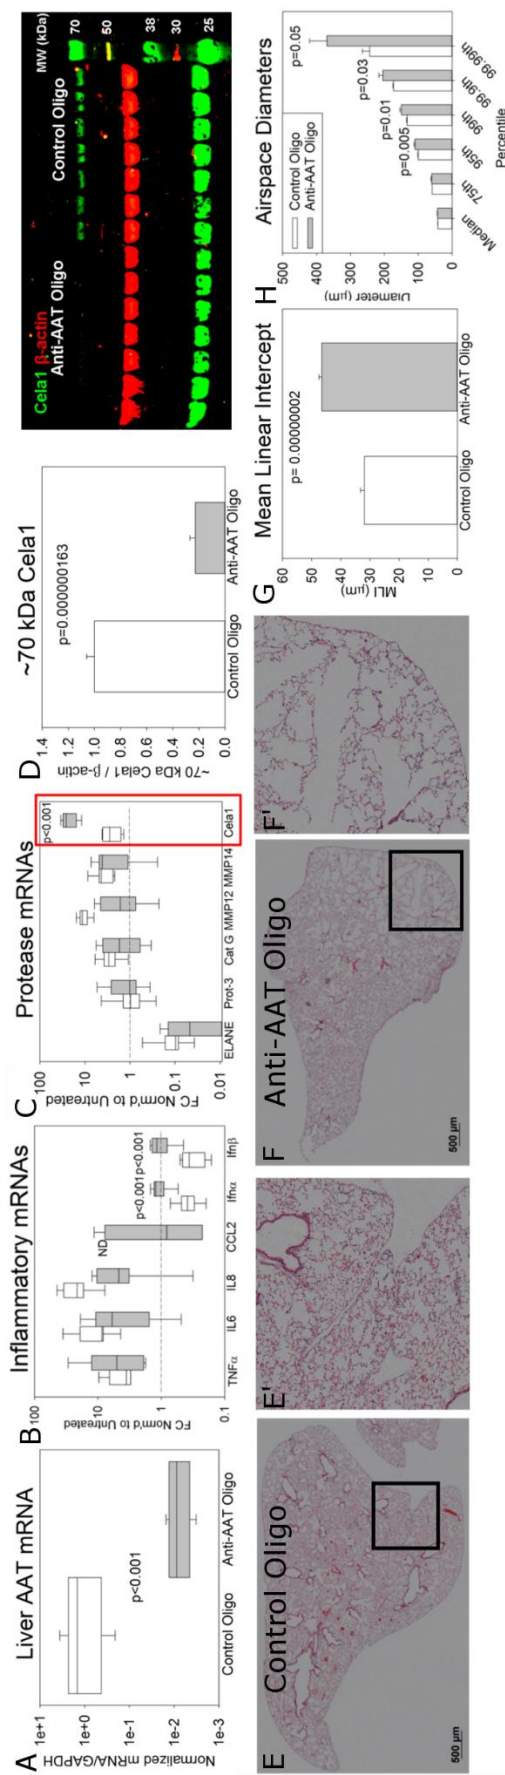 A
Liver AAT mRNA
Normalized mRNA/GAPDH
1e+1
1e+0
1e-1
1e-2
1e-3
p<0.001
Control Oligo
Anti-AAT Oligo
B
Inflammatory mRNAs
FC Norm'd to Untreated
100
10
1
0.1
ND
p<0.001
p<0.001
TNFα
IL6
IL8
CCL2
Ifnα
Ifnβ
C
Protease mRNAs
FC Norm'd to Untreated
100
10
1
0.1
0.01
p<0.001
ELANE
Prot-3
Cat G
MMP12
MMP14
Cela1
D
~70 kDa Cela1
~70 kDa Cela1 / β-actin
1.4
1.2
1.0
0.8
0.6
0.4
0.2
0.0
p=0.000000163
Control Oligo
Anti-AAT Oligo
Cela1 β-actin
Anti-AAT Oligo
Control Oligo
MW (kDa)
70
50
38
30
25
E
Control Oligo
500 µm
E'
F
Anti-AAT Oligo
500 µm
F'
G
Mean Linear Intercept
MLI (µm)
60
50
40
30
20
10
0
p= 0.00000002
Control Oligo
Anti-AAT Oligo
H
Airspace Diameters
Diameter (µm)
500
400
300
200
100
0
Control Oligo
Anti-AAT Oligo
p=0.005
p=0.01
p=0.03
p=0.05
Median
75th
95th
99th
99.9th
99.99th
Percentile